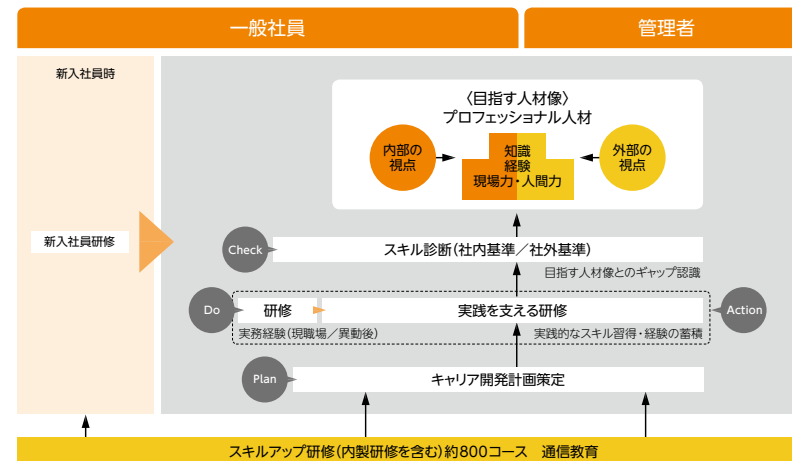 一般社員
管理者
新入社員時
〈目指す人材像〉
プロフェッショナル人材
内部の
視点
知識
経験
現場力・人間力
外部の
視点
新入社員研修
Check
スキル診断(社内基準／社外基準)
目指す人材像とのギャップ認識
Do
研修
実践を支える研修
Action
実務経験(現職場／異動後)
実践的なスキル習得・経験の蓄積
Plan
キャリア開発計画策定
スキルアップ研修(内製研修を含む)約800コース　通信教育